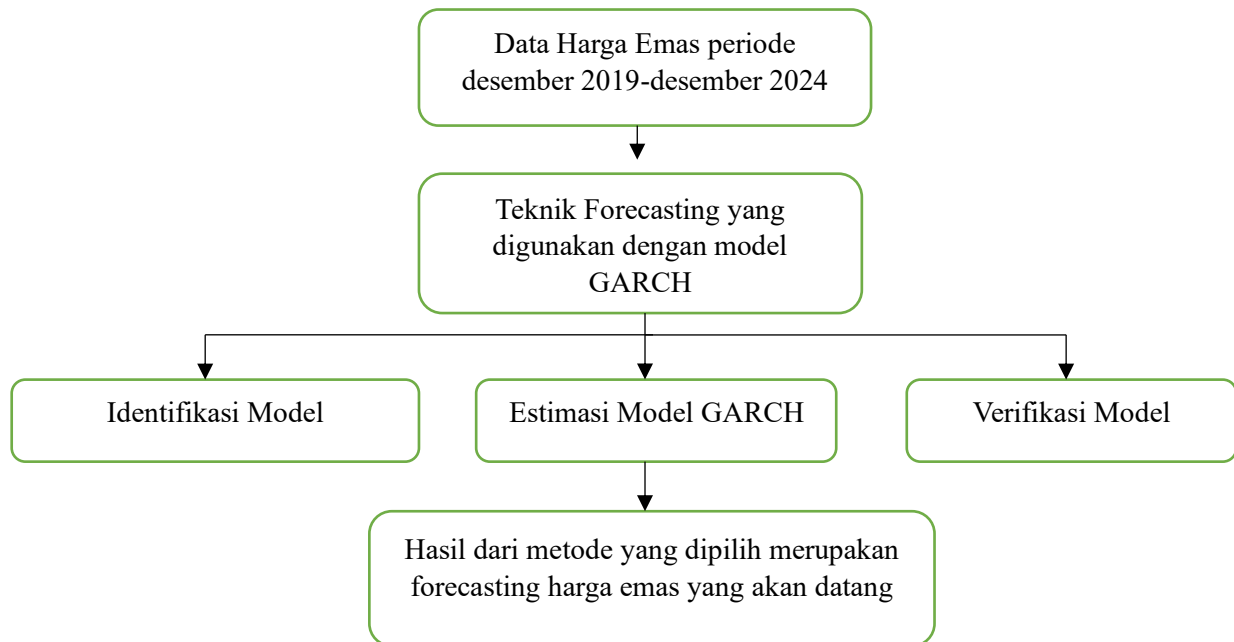 Data Harga Emas periode
desember 2019-desember 2024
Teknik Forecasting yang
digunakan dengan model
GARCH
Identifikasi Model
Estimasi Model GARCH
Verifikasi Model
Hasil dari metode yang dipilih merupakan
forecasting harga emas yang akan datang